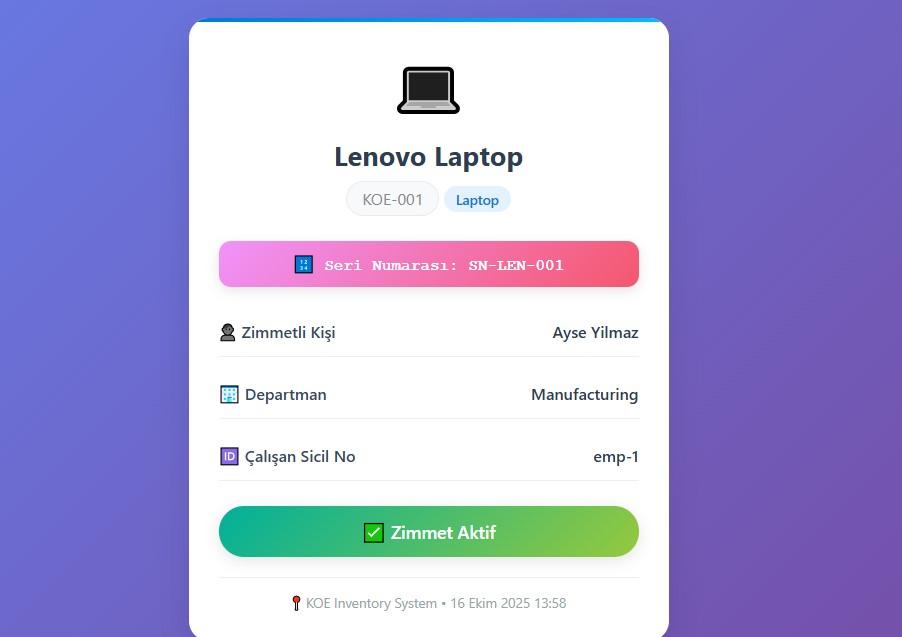 Lenovo Laptop
KOE-001 Laptop
Seri Numarası: SN-LEN-001
Zimmetli Kişi Ayse Yilmaz
Departman Manufacturing
ID Çalışan Sicil No emp-1
Zimmet Aktif
KOE Inventory System • 16 Ekim 2025 13:58